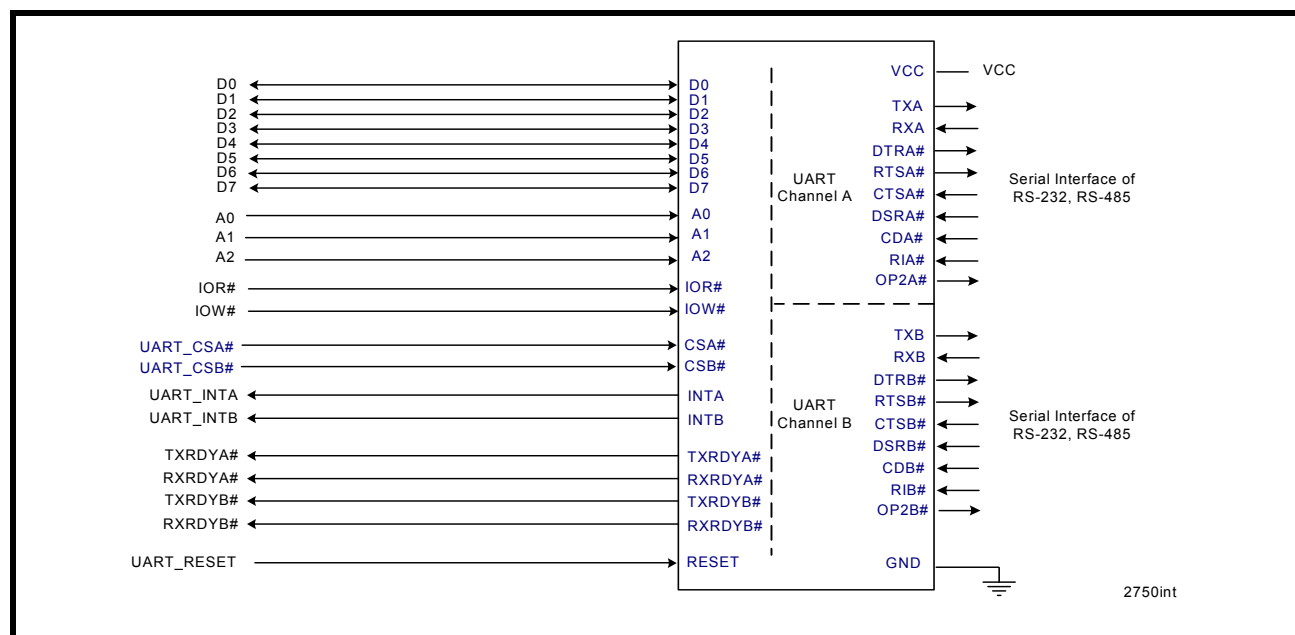 D0
D1
D2
D3
D4
D5
D6
D7
A0
A1
A2
IOR#
IOW#
UART_CSA#
UART_CSB#
UART_INTA
UART_INTB
TXRDYA#
RXRDYA#
TXRDYB#
RXRDYB#
UART_RESET
D0
D1
D2
D3
D4
D5
D6
D7
A0
A1
A2
IOR#
IOW#
CSA#
CSB#
INTA
INTB
TXRDYA#
RXRDYA#
TXRDYB#
RXRDYB#
RESET
UART
Channel A
UART
Channel B
VCC
TXA
RXA
DTRA#
RTSA#
CTSA#
DSRA#
CDA#
RIA#
OP2A#
TXB
RXB
DTRB#
RTSB#
CTSB#
DSRB#
CDB#
RIB#
OP2B#
GND
VCC
Serial Interface of
RS-232, RS-485
Serial Interface of
RS-232, RS-485
2750int